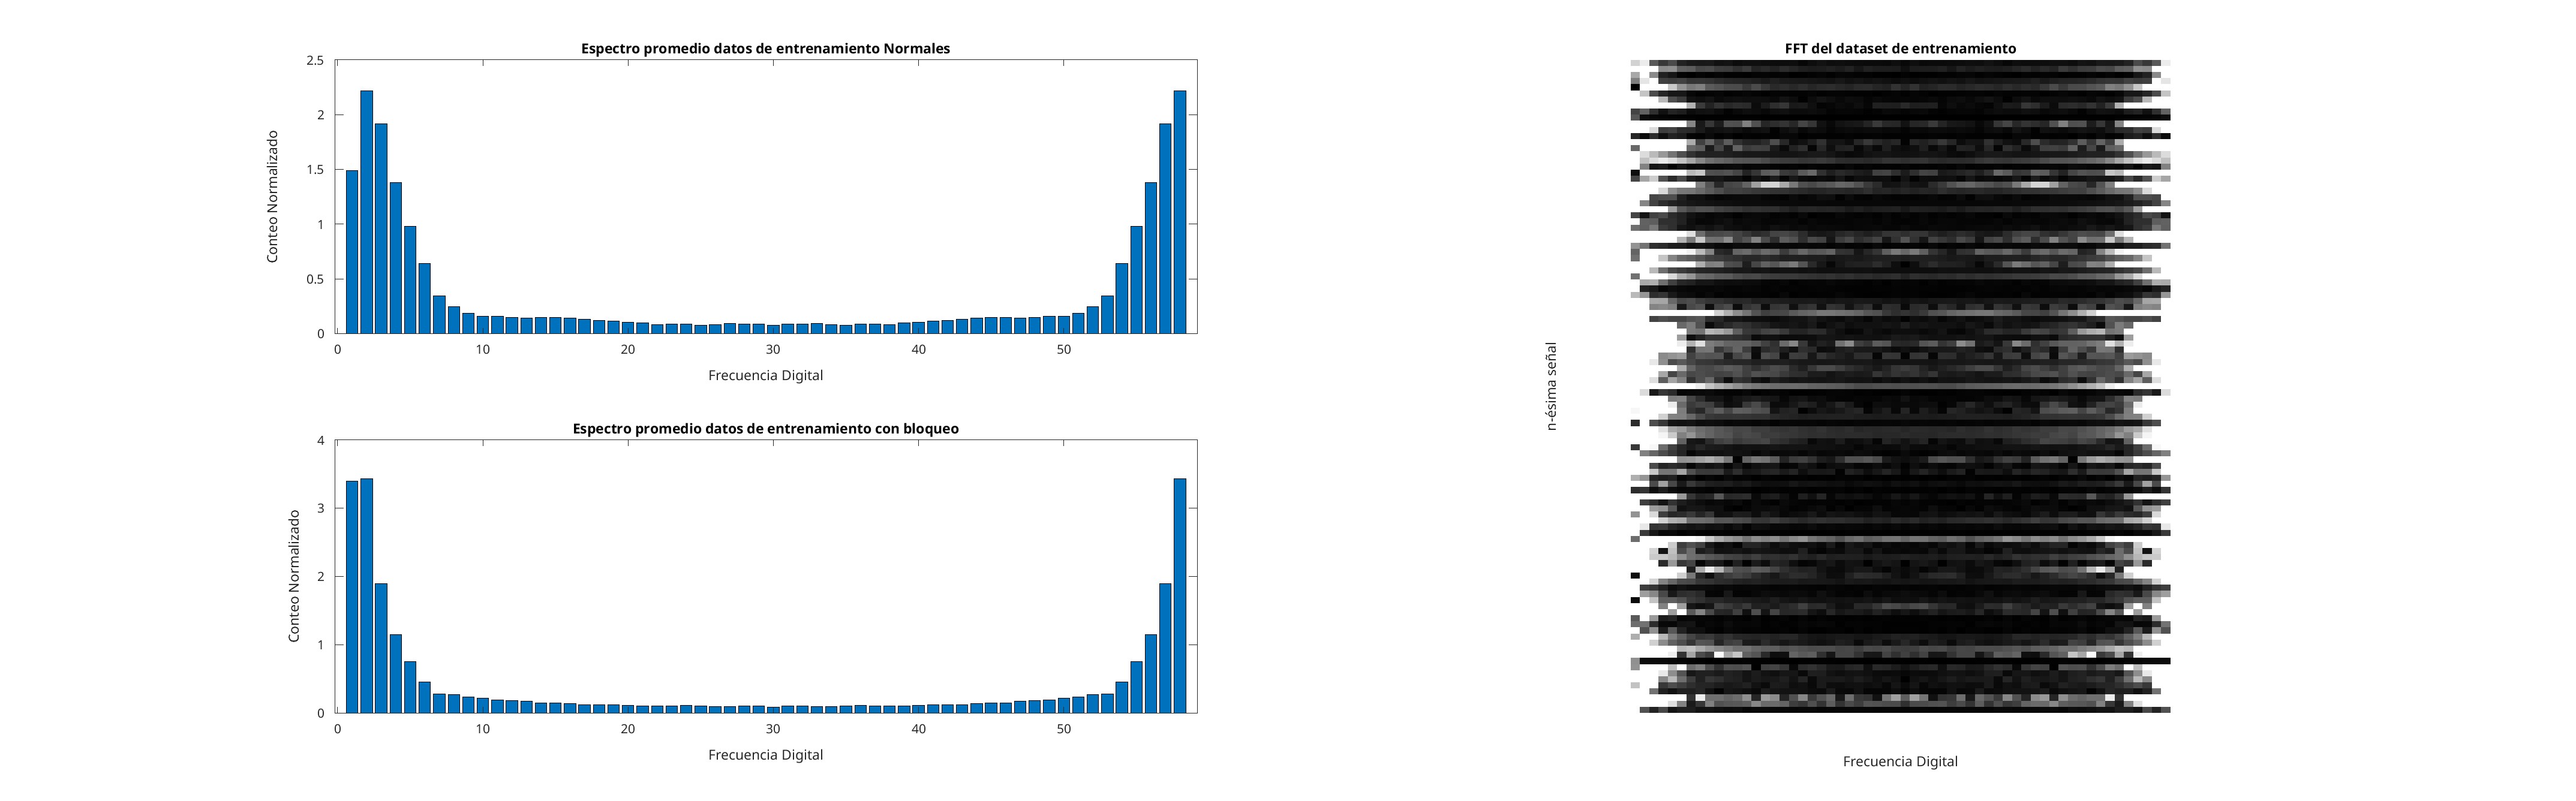 Espectro promedio datos de entrenamiento Normales
2.5
2
1.5
1
0.5
0
Conteo Normalizado
0 10 20 30 40 50
Frecuencia Digital
Espectro promedio datos de entrenamiento con bloqueo
4
3
2
1
0
Conteo Normalizado
0 10 20 30 40 50
Frecuencia Digital
FFT del dataset de entrenamiento
n-ésima señal
Frecuencia Digital